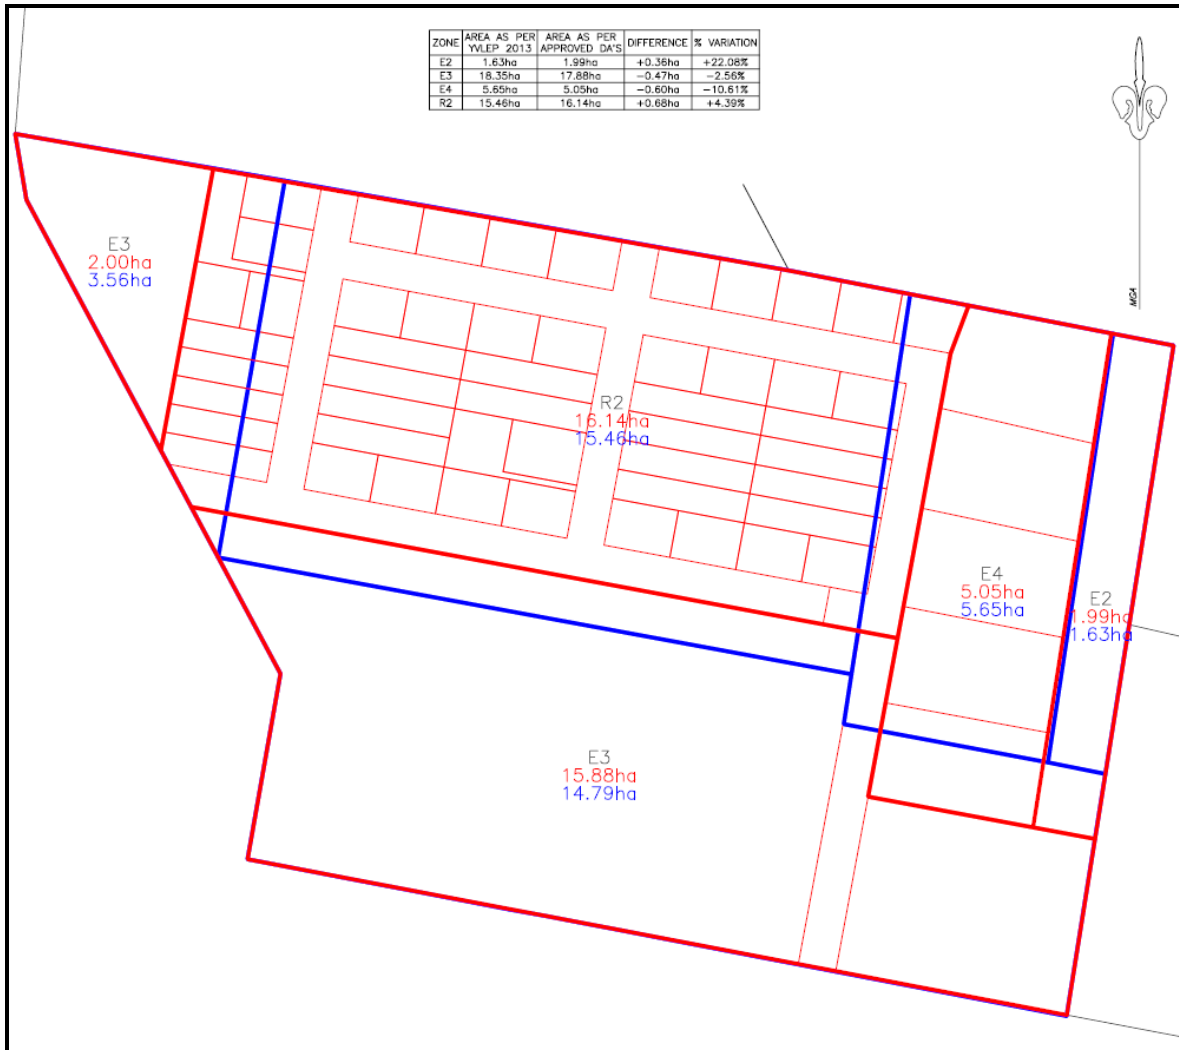 ZONE AREA AS PER YVLEP 2013 AREA AS PER APPROVED DA'S DIFFERENCE % VARIATION
E2 1.63ha 1.99ha +0.36ha +22.08%
E3 18.35ha 17.88ha −0.47ha −2.56%
E4 5.65ha 5.05ha −0.60ha −10.61%
R2 15.46ha 16.14ha +0.68ha +4.39%
MGA
E3
2.00ha
3.56ha
R2
16.14ha
15.46ha
E4
5.05ha
5.65ha
E2
1.99ha
1.63ha
E3
15.88ha
14.79ha